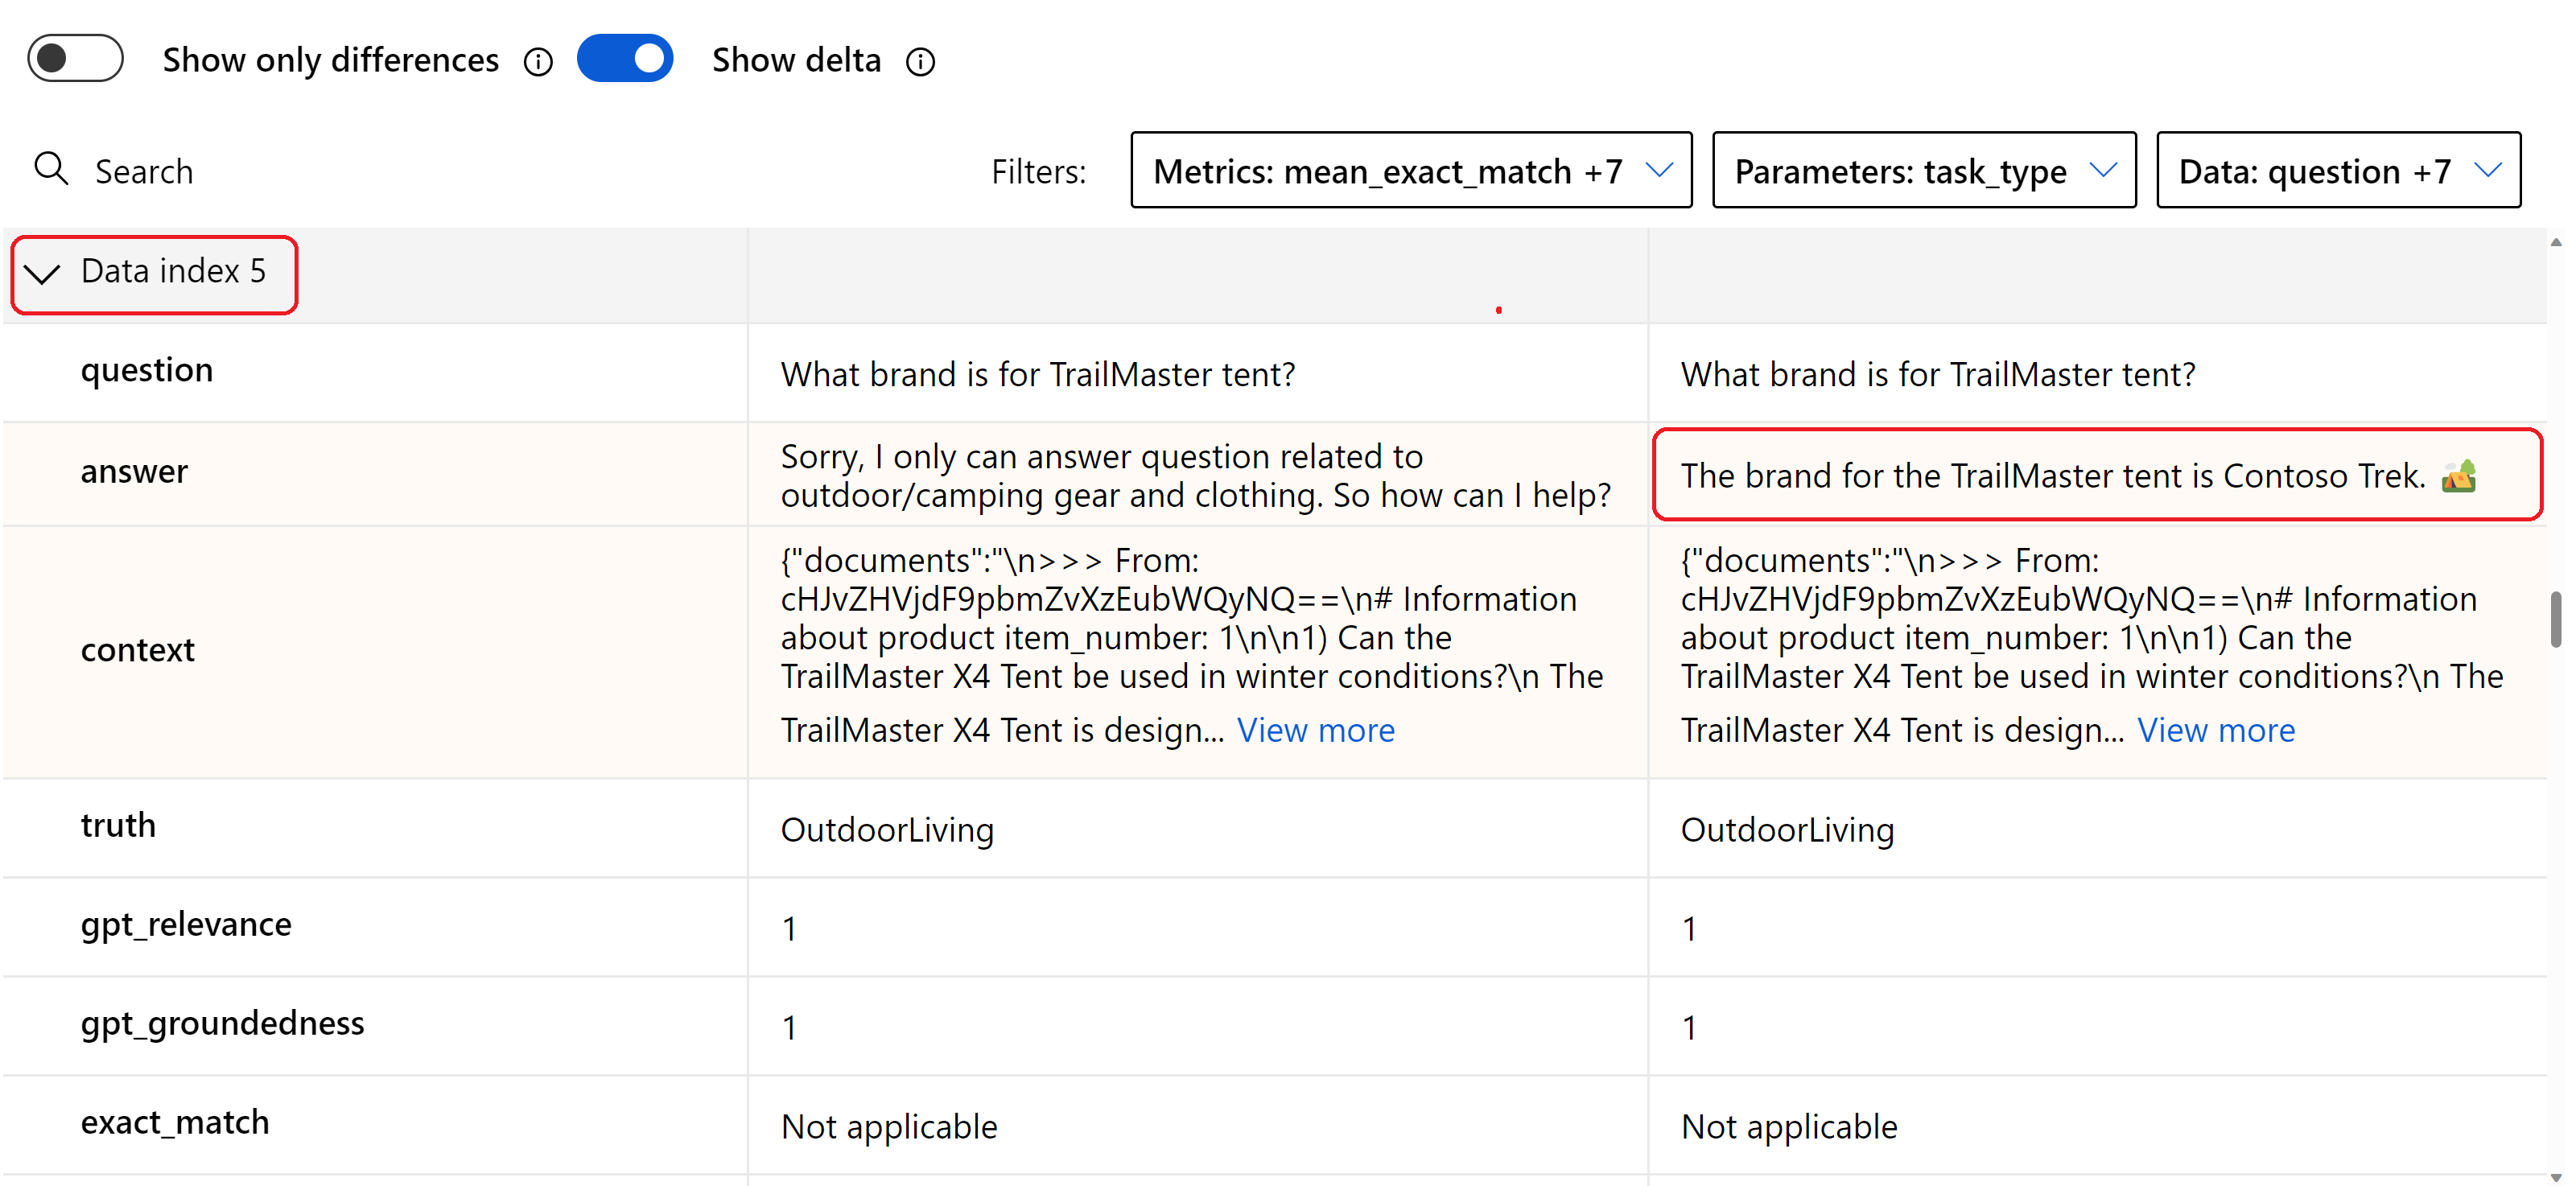 Show only differences
Show delta
Search
Filters:
Metrics: mean_exact_match +7
Parameters: task_type
Data: question +7
Data index 5
question
What brand is for TrailMaster tent?
What brand is for TrailMaster tent?
answer
Sorry, I only can answer question related to
outdoor/camping gear and clothing. So how can I help?
The brand for the TrailMaster tent is Contoso Trek. 🏕️
context
{"documents":"\n>>> From:
cHJvZHVjdF9pbmZvXzEubWQyNQ==\n# Information
about product item_number: 1\n\n1) Can the
TrailMaster X4 Tent be used in winter conditions?\n The
TrailMaster X4 Tent is design... View more
{"documents":"\n>>> From:
cHJvZHVjdF9pbmZvXzEubWQyNQ==\n# Information
about product item_number: 1\n\n1) Can the
TrailMaster X4 Tent be used in winter conditions?\n The
TrailMaster X4 Tent is design... View more
truth
OutdoorLiving
OutdoorLiving
gpt_relevance
1
1
gpt_groundedness
1
1
exact_match
Not applicable
Not applicable